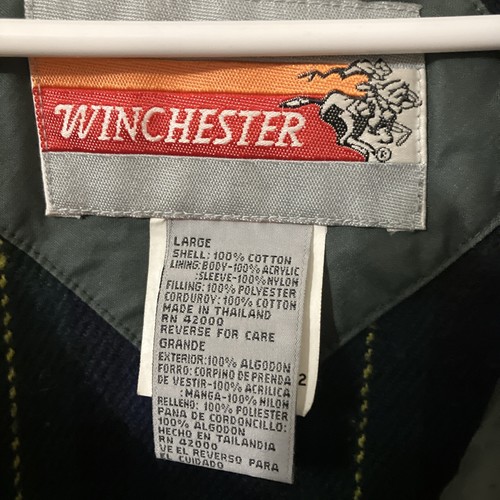 WINCHESTER
®
LARGE
SHELL: 100% COTTON
LINING: BODY-100% ACRYLIC
:SLEEVE-100% NYLON
FILLING: 100% POLYESTER
CORDUROY: 100% COTTON
MADE IN THAILAND
RN 42000
REVERSE FOR CARE
GRANDE
EXTERIOR:100% ALGODON
FORRO: CORPINO DE PRENDA
DE VESTIR-100% ACRILICA
:MANGA-100% NILON
RELLENO: 100% POLIESTER
PANA DE CORDONCILLO:
100% ALGODON
HECHO EN TAILANDIA
RN 42000
VE EL REVERSO PARA
EL CUIDADO
2